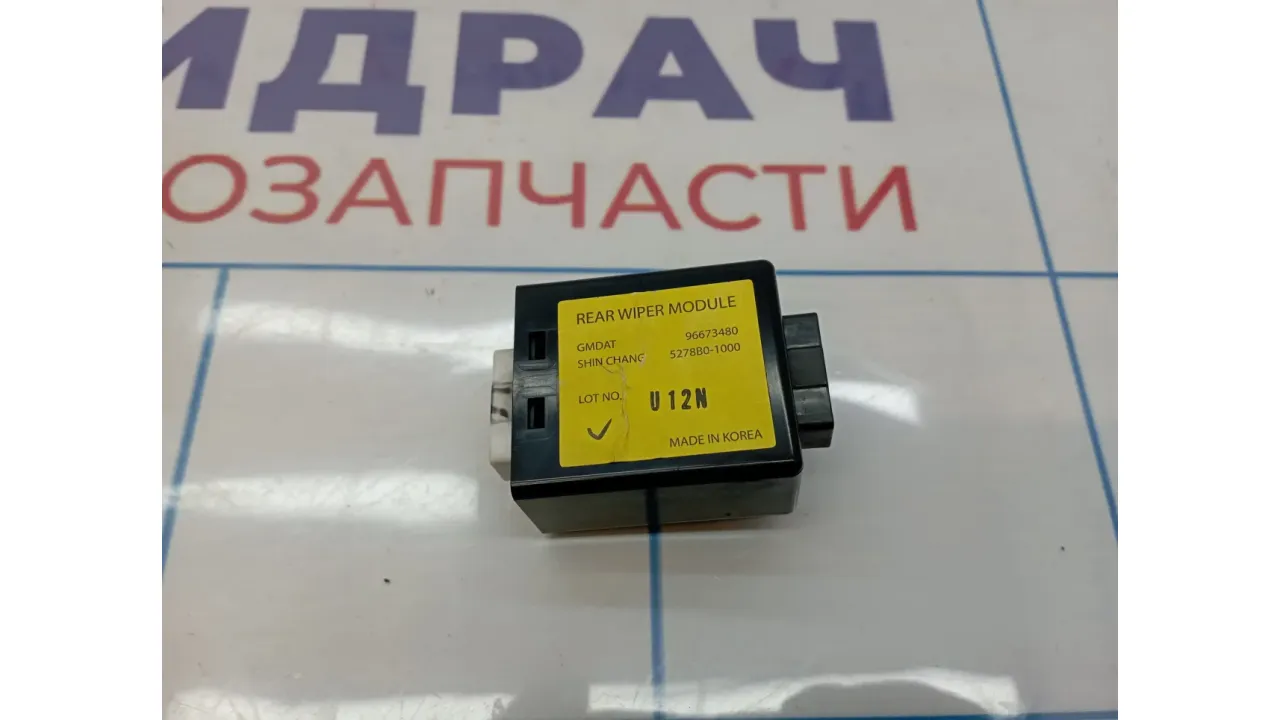 ИДРАЧ
ОЗАПЧАСТИ
REAR WIPER MODULE
GMDAT 96673480
SHIN CHANG 5278B0-1000
LOT NO. U12N
MADE IN KOREA